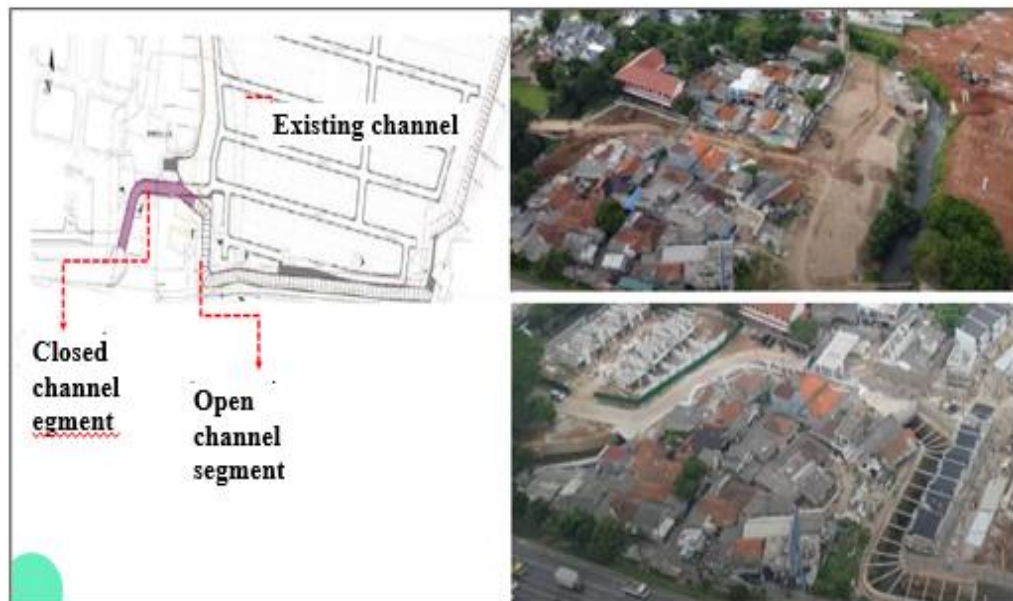 Existing channel
Closed
channel
egment
Open
channel
segment